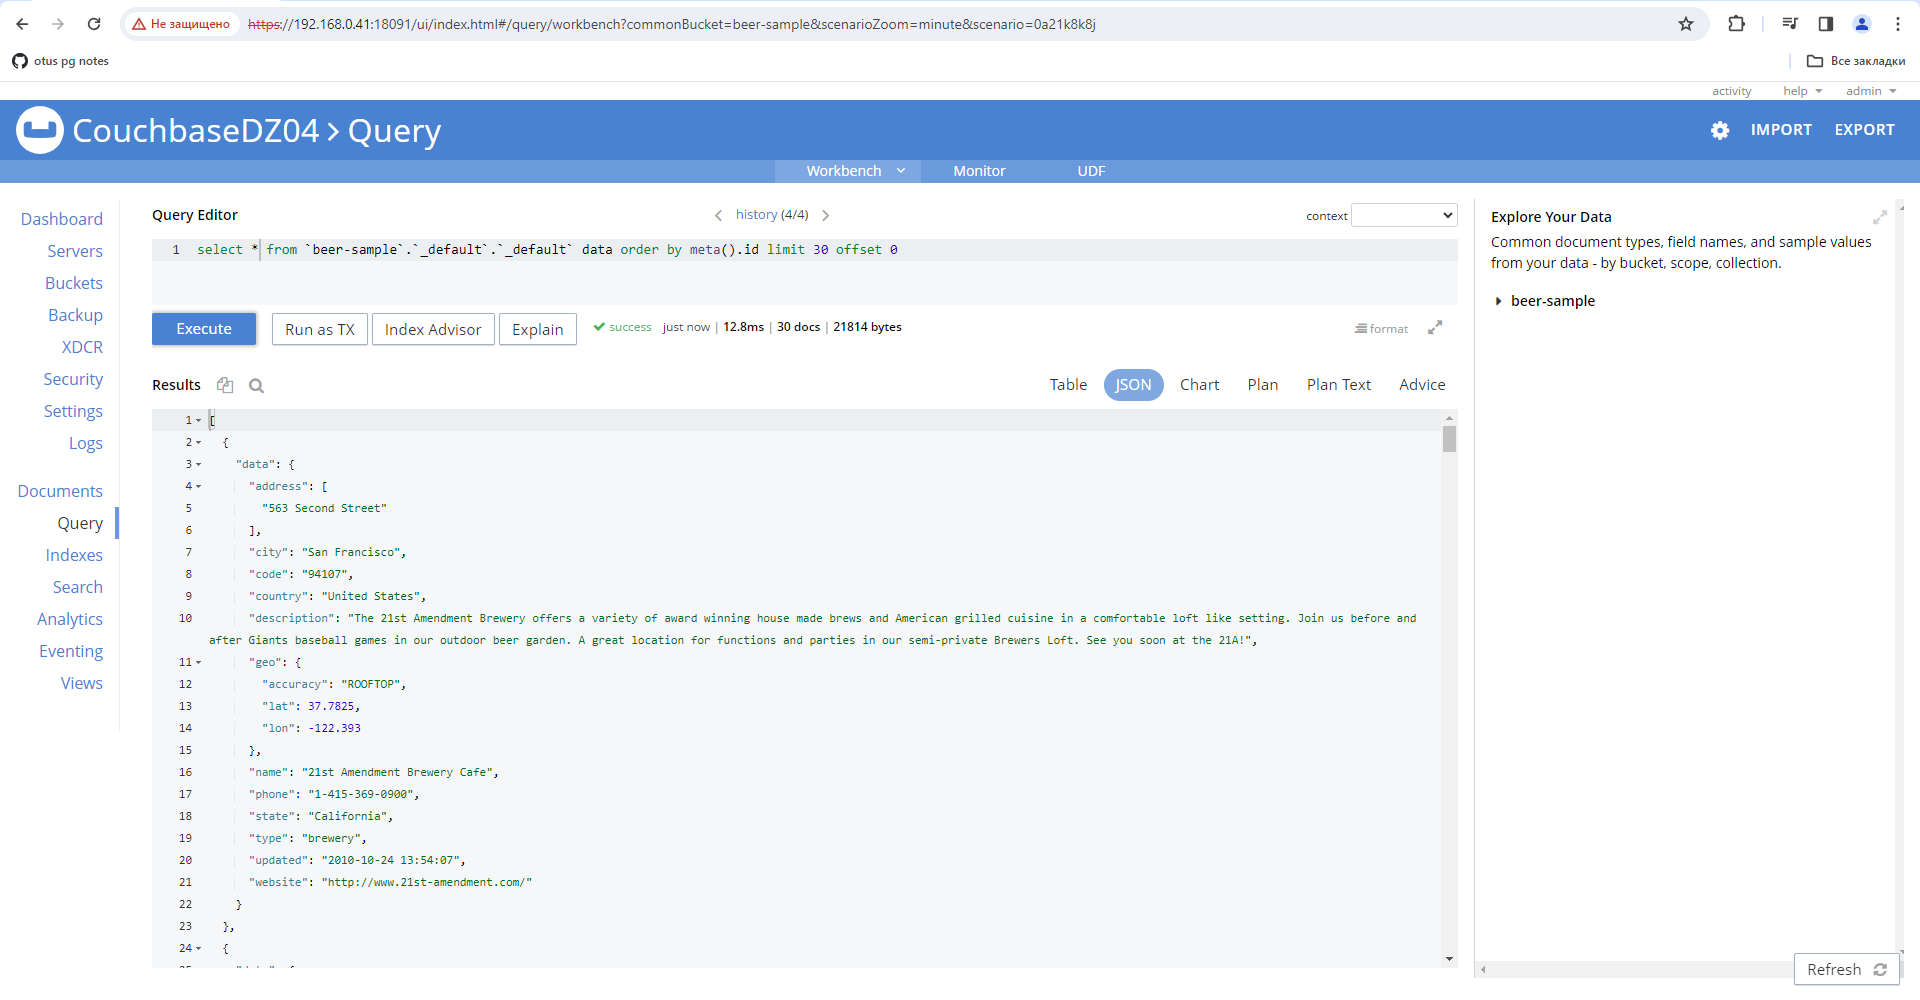 Не защищено https://192.168.0.41:18091/ui/index.html#/query/workbench?commonBucket=beer-sample&scenarioZoom=minute&scenario=0a21k8k8j
otus pg notes
Все закладки
activity help admin
CouchbaseDZ04 > Query
IMPORT EXPORT
Workbench Monitor UDF
Dashboard
Servers
Buckets
Backup
XDCR
Security
Settings
Logs
Documents
Query
Indexes
Search
Analytics
Eventing
Views
Query Editor
history (4/4)
context
1 select * from `beer-sample`.`_default`.`_default` data order by meta().id limit 30 offset 0
Execute Run as TX Index Advisor Explain success just now | 12.8ms | 30 docs | 21814 bytes
format
Results
Table JSON Chart Plan Plan Text Advice
1 [
2 {
3 "data": {
4 "address": [
5 "563 Second Street"
6 ],
7 "city": "San Francisco",
8 "code": "94107",
9 "country": "United States",
10 "description": "The 21st Amendment Brewery offers a variety of award winning house made brews and American grilled cuisine in a comfortable loft like setting. Join us before and
after Giants baseball games in our outdoor beer garden. A great location for functions and parties in our semi-private Brewers Loft. See you soon at the 21A!",
11 "geo": {
12 "accuracy": "ROOFTOP",
13 "lat": 37.7825,
14 "lon": -122.393
15 },
16 "name": "21st Amendment Brewery Cafe",
17 "phone": "1-415-369-0900",
18 "state": "California",
19 "type": "brewery",
20 "updated": "2010-10-24 13:54:07",
21 "website": "http://www.21st-amendment.com/"
22 }
23 },
24 {
Explore Your Data
Common document types, field names, and sample values
from your data - by bucket, scope, collection.
beer-sample
Refresh